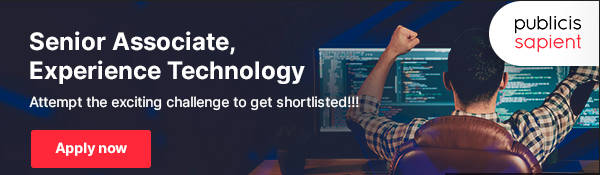 publicis
sapient
Senior Associate,
Experience Technology
Attempt the exciting challenge to get shortlisted!!!
Apply now